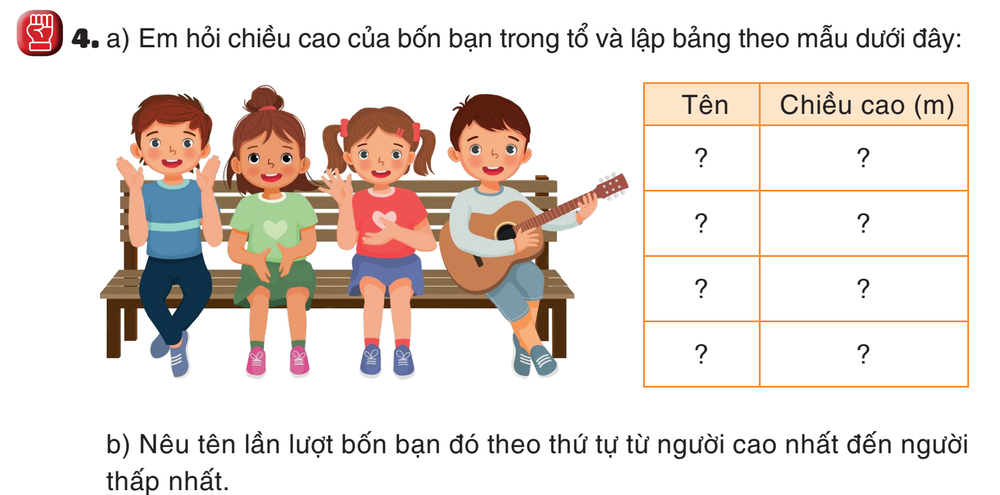 4. a) Em hỏi chiều cao của bốn bạn trong tổ và lập bảng theo mẫu dưới đây:
Tên Chiều cao (m)
? ?
? ?
? ?
? ?
b) Nêu tên lần lượt bốn bạn đó theo thứ tự từ người cao nhất đến người
thấp nhất.